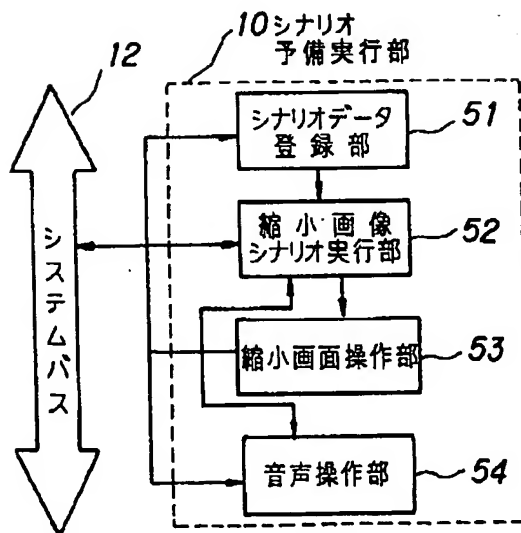 10 シナリオ
予備実行部
12
シナリオデータ
登録部
51
縮小画像
シナリオ実行部
52
システムバス
縮小画面操作部
53
音声操作部
54